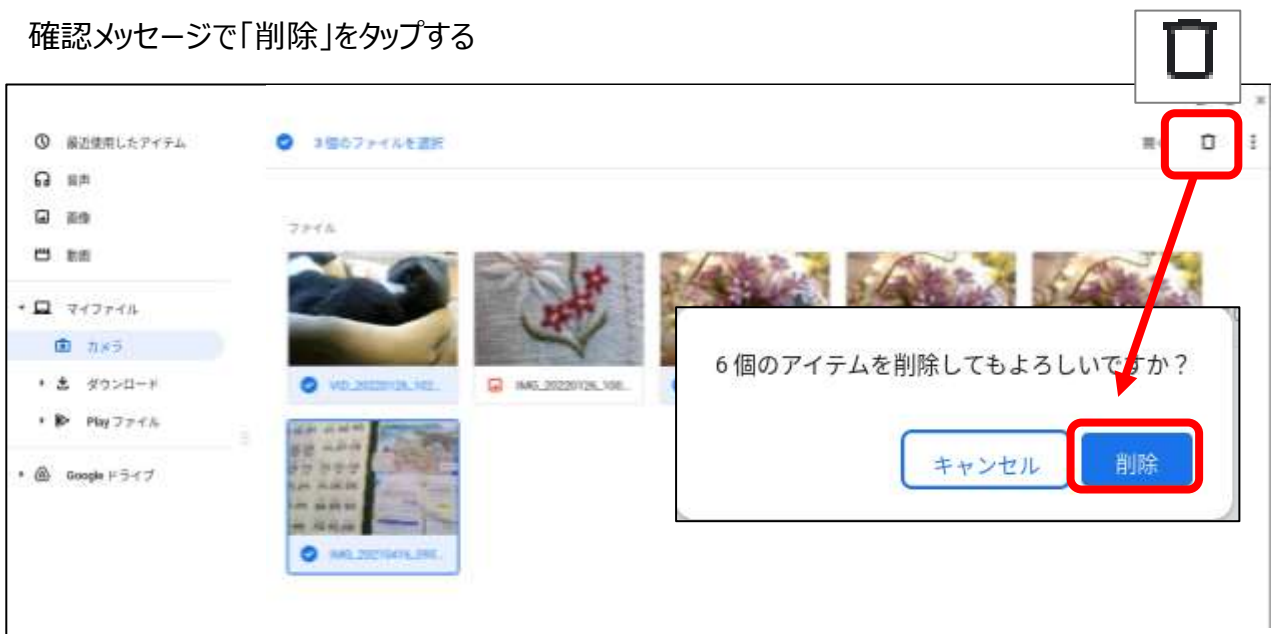 確認メッセージで「削除」をタップする
最近使用したアイテム
音声
画像
動画
マイファイル
カメラ
ダウンロード
Play ファイル
Google ドライブ
3 個のファイルを選択
ファイル
IMG_20220126_100...
6 個のアイテムを削除してもよろしいですか？
キャンセル
削除